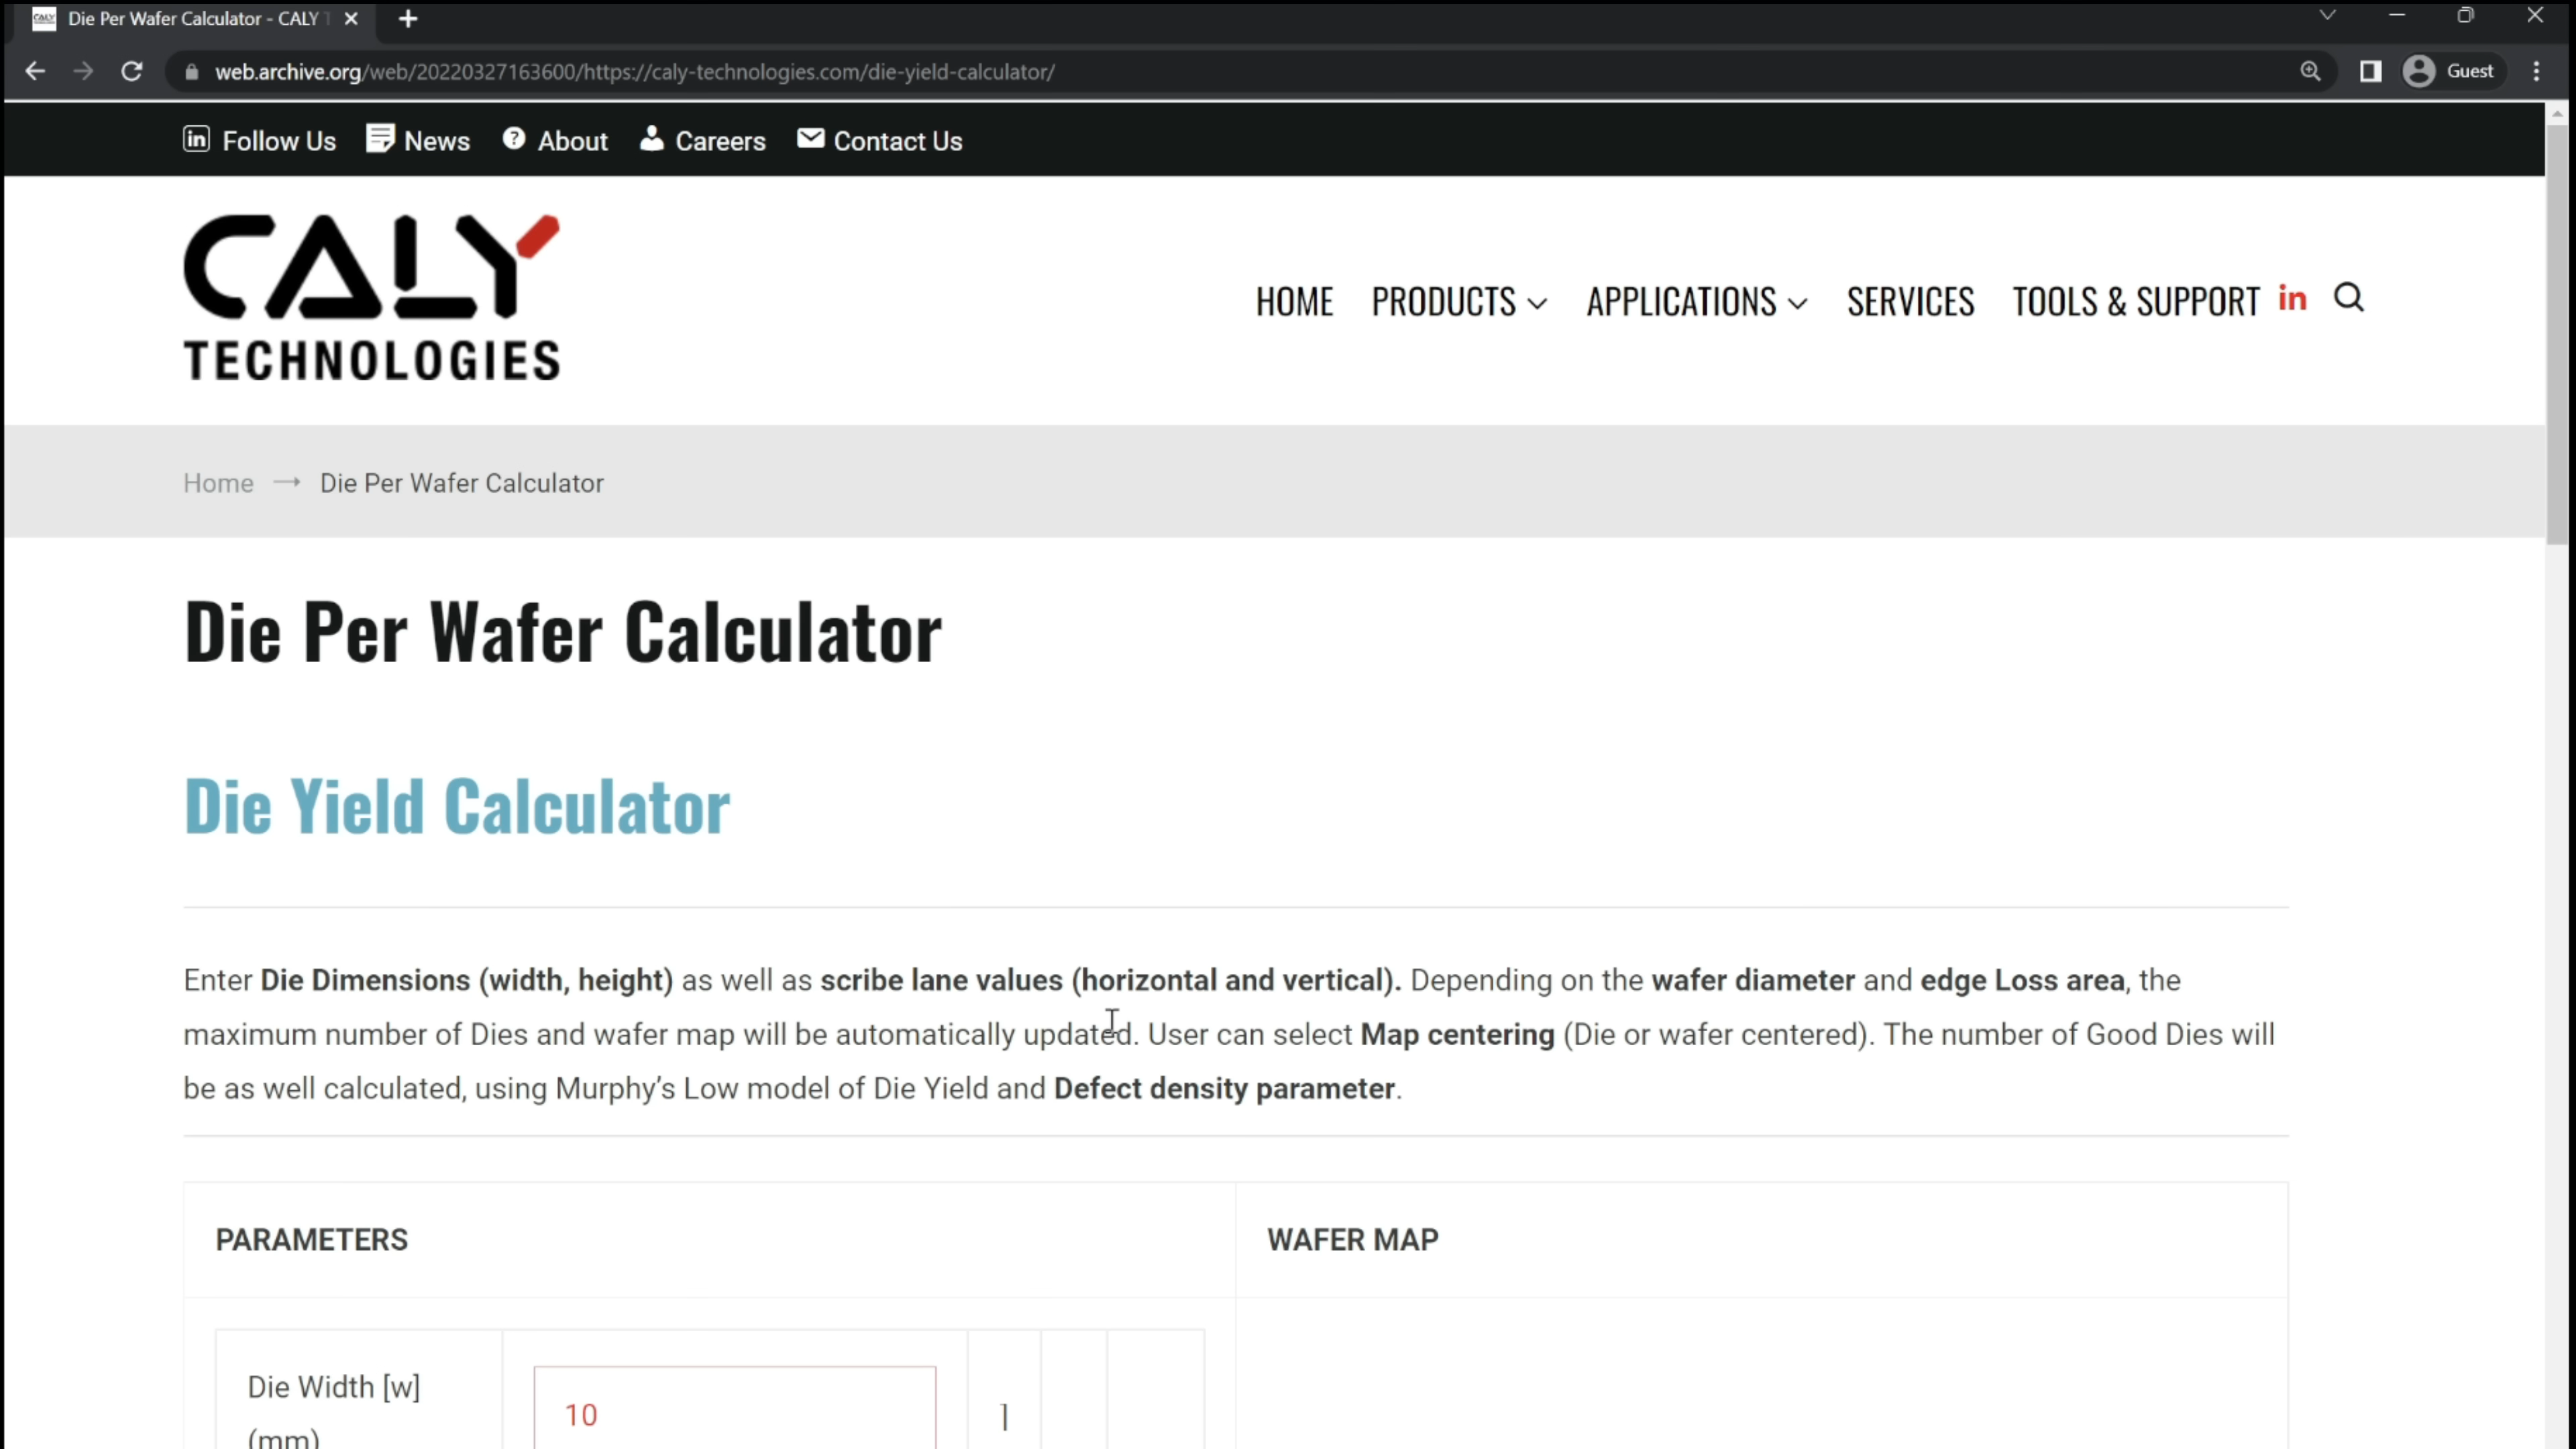 CALY Die Per Wafer Calculator - CALY T
web.archive.org/web/20220327163600/https://caly-technologies.com/die-yield-calculator/
Guest
in Follow Us News About Careers Contact Us
CALY
TECHNOLOGIES
HOME PRODUCTS APPLICATIONS SERVICES TOOLS & SUPPORT in
Home → Die Per Wafer Calculator
Die Per Wafer Calculator
Die Yield Calculator
Enter Die Dimensions (width, height) as well as scribe lane values (horizontal and vertical). Depending on the wafer diameter and edge Loss area, the
maximum number of Dies and wafer map will be automatically updated. User can select Map centering (Die or wafer centered). The number of Good Dies will
be as well calculated, using Murphy's Low model of Die Yield and Defect density parameter.
PARAMETERS
WAFER MAP
Die Width [w]
(mm)
10